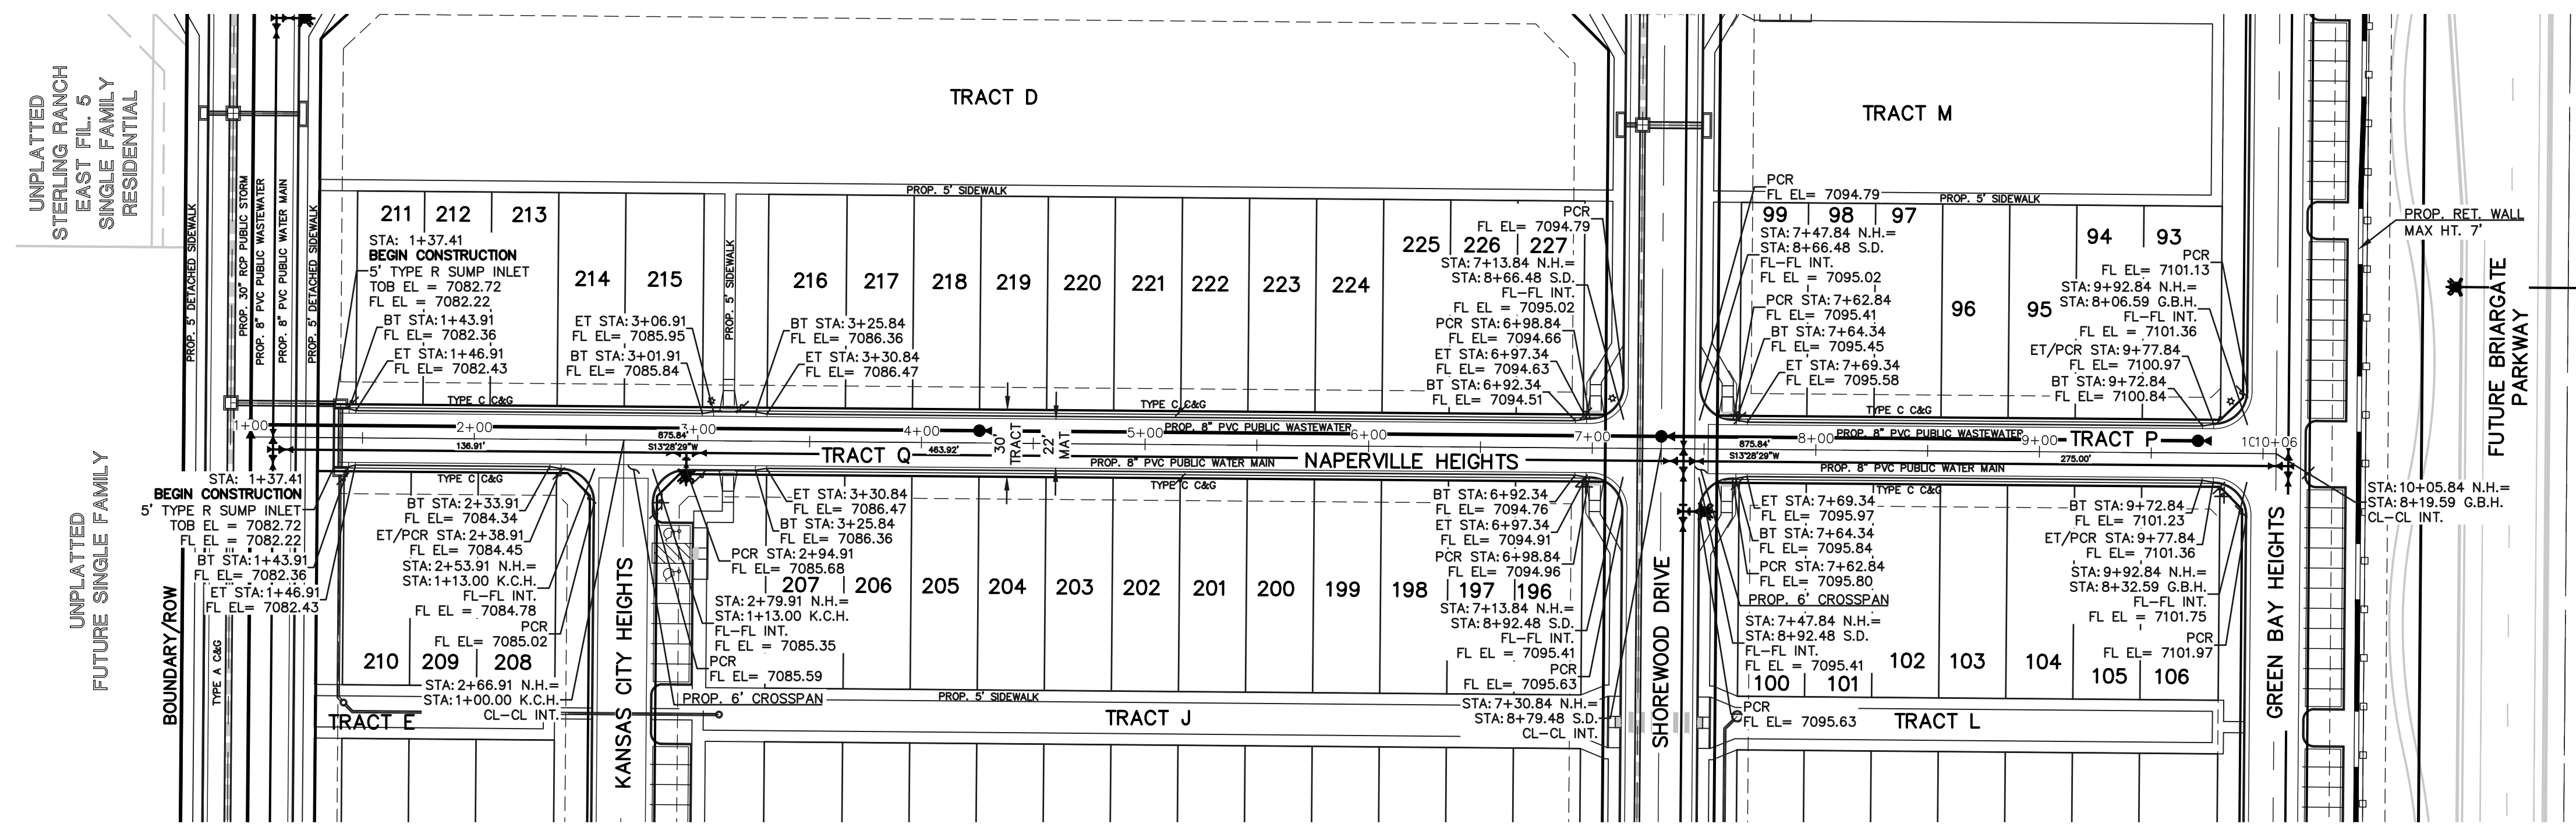 UNPLATTED
STERLING RANCH
EAST FIL. 5
SINGLE FAMILY
RESIDENTIAL
UNPLATTED
FUTURE SINGLE FAMILY
BOUNDARY/ROW
TYPE A C&G
PROP. 5' DETACHED SIDEWALK
PROP. 30" RCP PUBLIC STORM
PROP. 8" PVC PUBLIC WASTEWATER
PROP. 8" PVC PUBLIC WATER MAIN
PROP. 5' DETACHED SIDEWALK
TRACT D
TRACT M
PROP. 5' SIDEWALK
PROP. 5' SIDEWALK
PROP. 5' SIDEWALK
211
212
213
214
215
216
217
218
219
220
221
222
223
224
225
226
227
99
98
97
96
95
94
93
STA: 1+37.41
BEGIN CONSTRUCTION
5' TYPE R SUMP INLET
TOB EL = 7082.72
FL EL = 7082.22
BT STA:1+43.91
FL EL= 7082.36
ET STA:1+46.91
FL EL= 7082.43
ET STA:3+06.91
FL EL= 7085.95
BT STA:3+01.91
FL EL= 7085.84
BT STA:3+25.84
FL EL= 7086.36
ET STA:3+30.84
FL EL= 7086.47
PCR
FL EL= 7094.79
STA:7+13.84 N.H.=
STA:8+66.48 S.D.
FL-FL INT.
FL EL = 7095.02
PCR STA:6+98.84
FL EL= 7094.66
ET STA:6+97.34
FL EL= 7094.63
BT STA:6+92.34
FL EL= 7094.51
PCR
FL EL= 7094.79
STA:7+47.84 N.H.=
STA:8+66.48 S.D.
FL-FL INT.
FL EL = 7095.02
PCR STA:7+62.84
FL EL= 7095.41
BT STA:7+64.34
FL EL= 7095.45
ET STA:7+69.34
FL EL= 7095.58
PCR
FL EL= 7101.13
STA:9+92.84 N.H.=
STA:8+06.59 G.B.H.
FL-FL INT.
FL EL = 7101.36
ET/PCR STA:9+77.84
FL EL= 7100.97
BT STA:9+72.84
FL EL= 7100.84
PROP. RET. WALL
MAX HT. 7'
FUTURE BRIARGATE
PARKWAY
TYPE C C&G
TYPE C C&G
TYPE C C&G
1+00
2+00
3+00
4+00
5+00
6+00
7+00
8+00
9+00
10+06
136.91'
875.84'
S13°28'29"W
463.92'
30'
TRACT
22'
MAT
PROP. 8" PVC PUBLIC WASTEWATER
PROP. 8" PVC PUBLIC WASTEWATER
875.84'
S13°28'29"W
275.00'
TRACT Q
PROP. 8" PVC PUBLIC WATER MAIN
NAPERVILLE HEIGHTS
TRACT P
PROP. 8" PVC PUBLIC WATER MAIN
TYPE C C&G
TYPE C C&G
TYPE C C&G
STA: 1+37.41
BEGIN CONSTRUCTION
5' TYPE R SUMP INLET
TOB EL = 7082.72
FL EL = 7082.22
BT STA:1+43.91
FL EL= 7082.36
ET STA:1+46.91
FL EL= 7082.43
BT STA:2+33.91
FL EL= 7084.34
ET/PCR STA:2+38.91
FL EL= 7084.45
STA:2+53.91 N.H.=
STA:1+13.00 K.C.H.
FL-FL INT.
FL EL = 7084.78
PCR
FL EL= 7085.02
210
209
208
STA:2+66.91 N.H.=
STA:1+00.00 K.C.H.
CL-CL INT.
TRACT E
KANSAS CITY HEIGHTS
ET STA:3+30.84
FL EL= 7086.47
BT STA:3+25.84
FL EL= 7086.36
PCR STA:2+94.91
FL EL= 7085.68
STA:2+79.91 N.H.=
STA:1+13.00 K.C.H.
FL-FL INT.
FL EL = 7085.35
PCR
FL EL= 7085.59
PROP. 6' CROSSPAN
207
206
205
204
203
202
201
200
199
198
197
196
PROP. 5' SIDEWALK
TRACT J
BT STA:6+92.34
FL EL= 7094.76
ET STA:6+97.34
FL EL= 7094.91
PCR STA:6+98.84
FL EL= 7094.96
STA:7+13.84 N.H.=
STA:8+92.48 S.D.
FL-FL INT.
FL EL = 7095.41
PCR
FL EL= 7095.63
STA:7+30.84 N.H.=
STA:8+79.48 S.D.
CL-CL INT.
SHOREWOOD DRIVE
ET STA:7+69.34
FL EL= 7095.97
BT STA:7+64.34
FL EL= 7095.84
PCR STA:7+62.84
FL EL= 7095.80
PROP. 6' CROSSPAN
STA:7+47.84 N.H.=
STA:8+92.48 S.D.
FL-FL INT.
FL EL = 7095.41
PCR
FL EL= 7095.63
100
101
102
103
104
105
106
TRACT L
BT STA:9+72.84
FL EL= 7101.23
ET/PCR STA:9+77.84
FL EL= 7101.36
STA:9+92.84 N.H.=
STA:8+32.59 G.B.H.
FL-FL INT.
FL EL = 7101.75
PCR
FL EL= 7101.97
GREEN BAY HEIGHTS
STA:10+05.84 N.H.=
STA:8+19.59 G.B.H.
CL-CL INT.